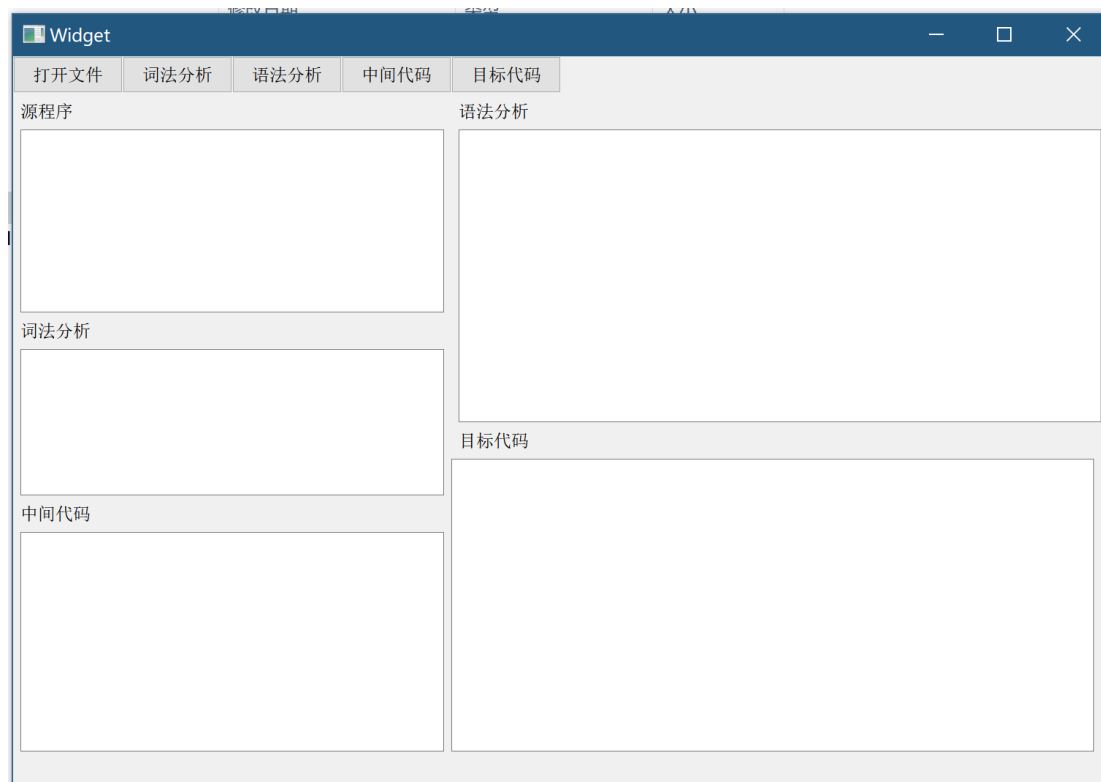 Widget
打开文件 词法分析 语法分析 中间代码 目标代码
源程序
语法分析
词法分析
目标代码
中间代码